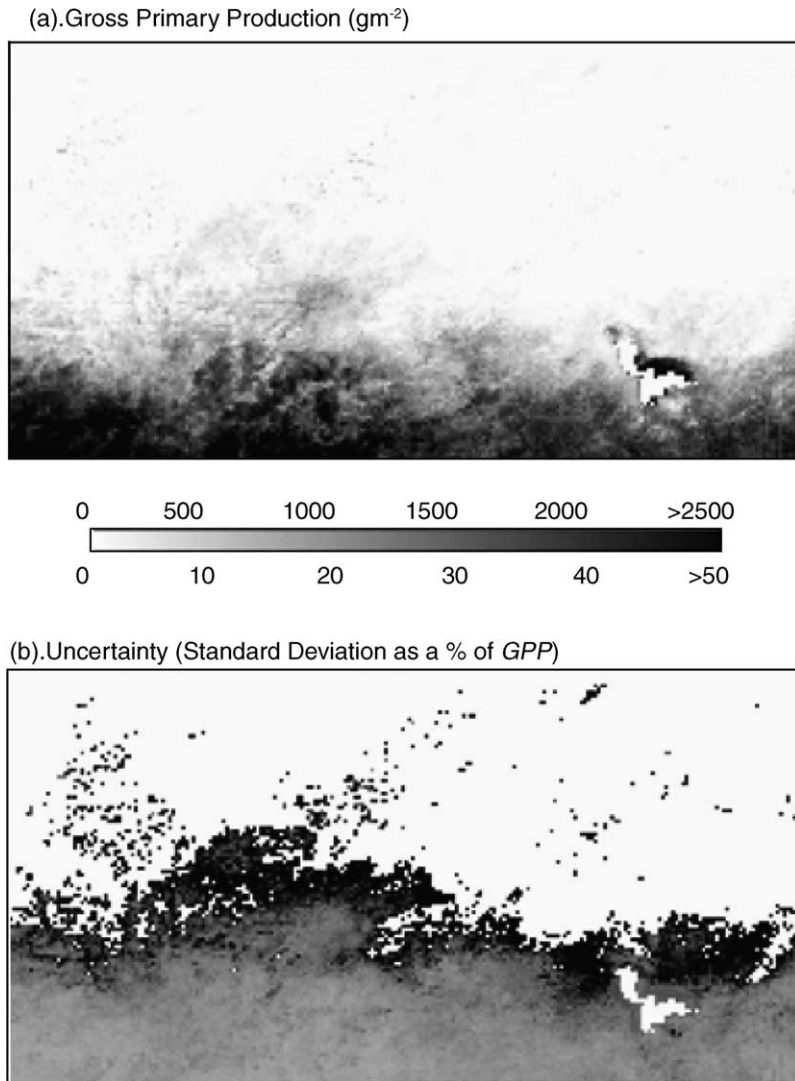 (a).Gross Primary Production (gm⁻²)
0 500 1000 1500 2000 >2500
0 10 20 30 40 >50
(b).Uncertainty (Standard Deviation as a % of GPP)